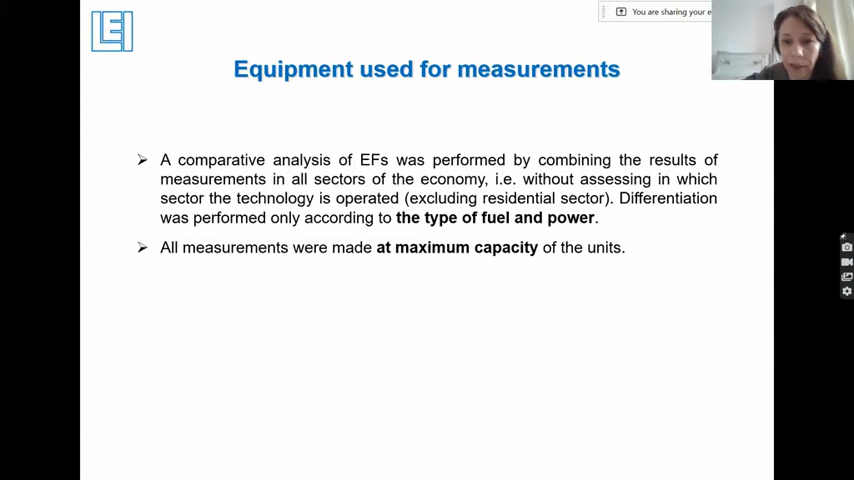 LEI
You are sharing your e
Equipment used for measurements
➢ A comparative analysis of EFs was performed by combining the results of
measurements in all sectors of the economy, i.e. without assessing in which
sector the technology is operated (excluding residential sector). Differentiation
was performed only according to the type of fuel and power.
➢ All measurements were made at maximum capacity of the units.